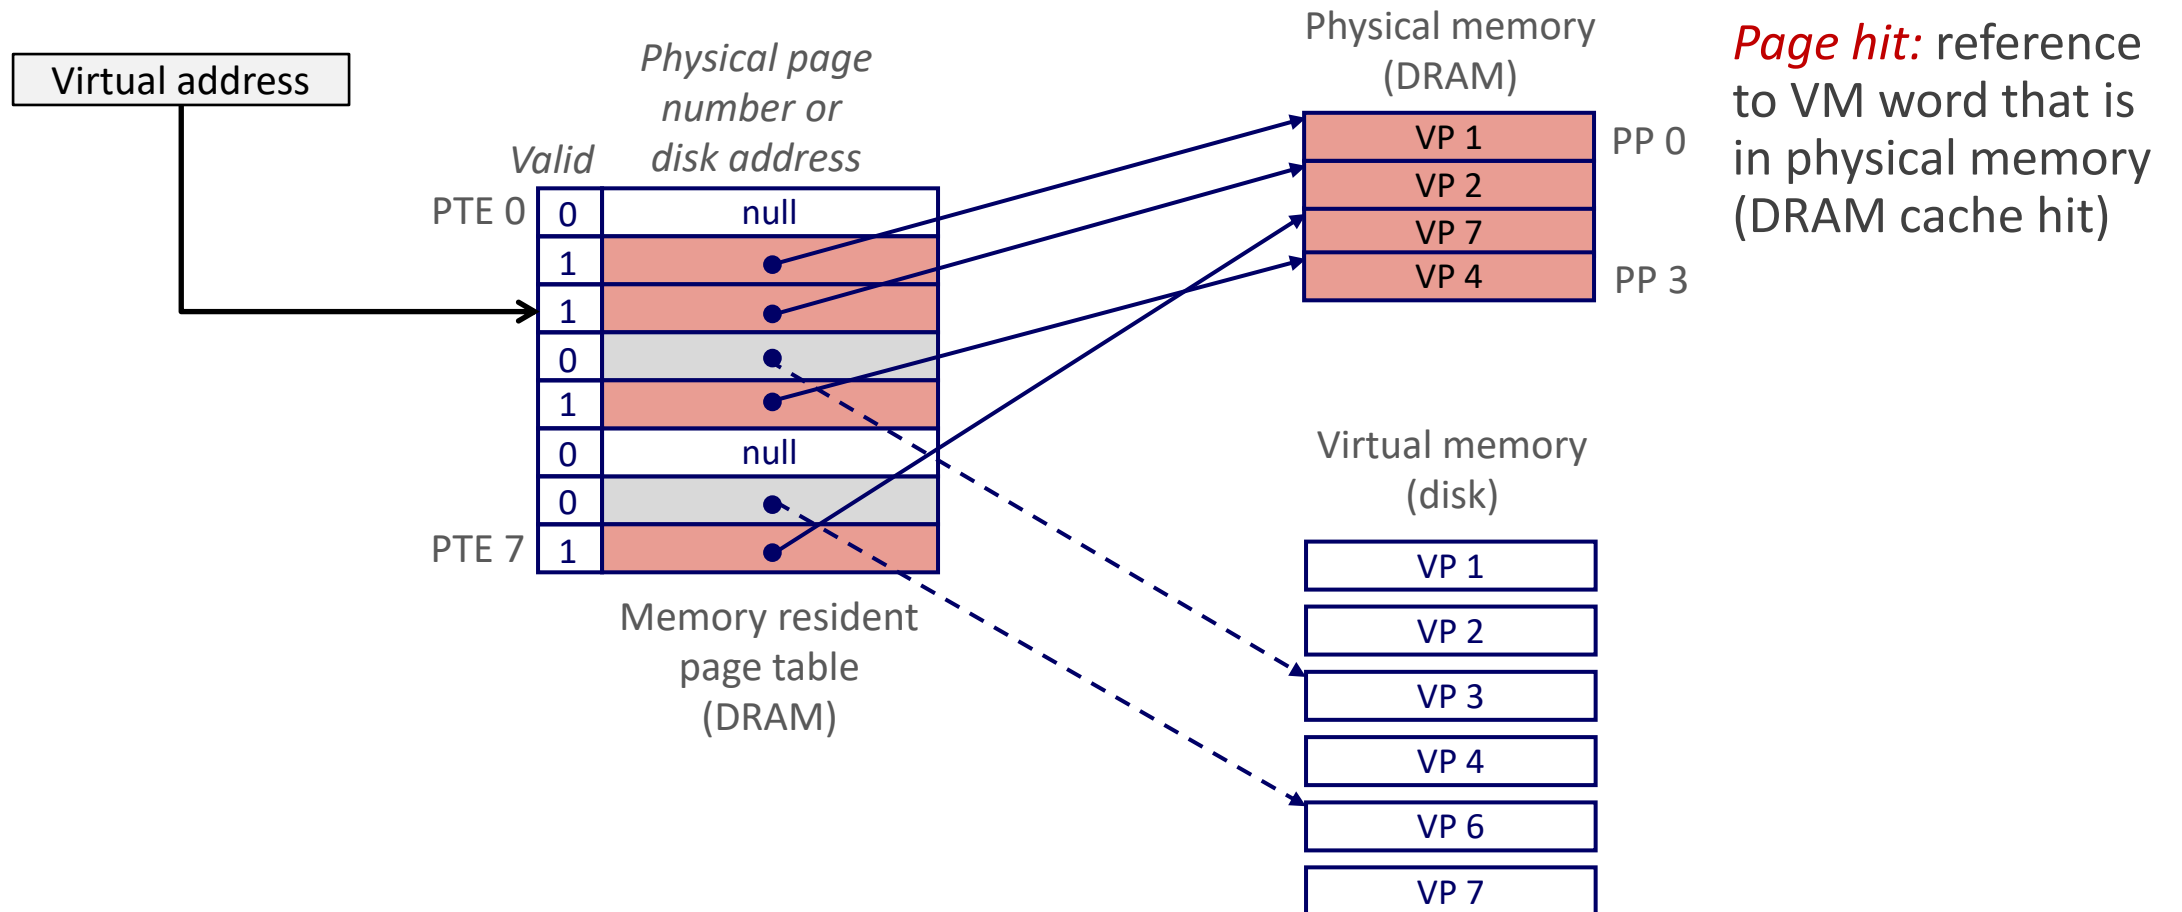 Virtual address
Physical page
number or
disk address
Valid
PTE 0
0
null
1
1
0
1
0
null
0
PTE 7
1
Memory resident
page table
(DRAM)
Physical memory
(DRAM)
VP 1
PP 0
VP 2
VP 7
VP 4
PP 3
Virtual memory
(disk)
VP 1
VP 2
VP 3
VP 4
VP 6
VP 7
Page hit: reference
to VM word that is
in physical memory
(DRAM cache hit)